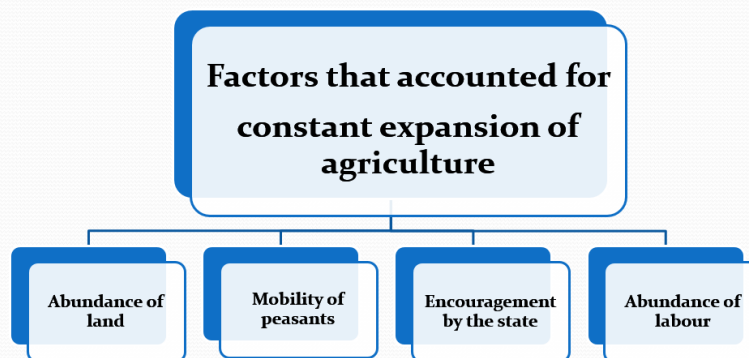 Factors that accounted for
constant expansion of
agriculture
Abundance of
land
Mobility of
peasants
Encouragement
by the state
Abundance of
labour